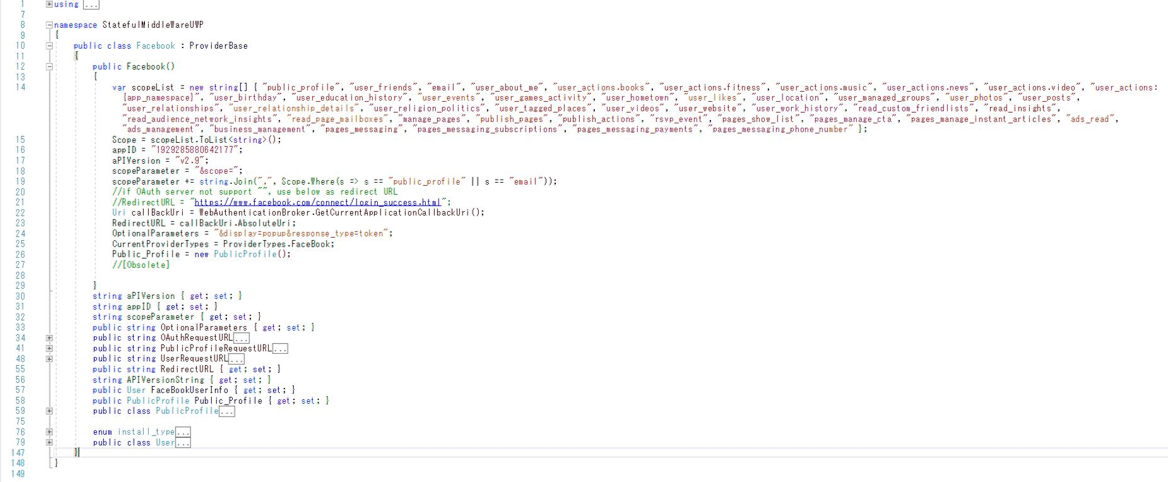 1 using ...
7
8 namespace StatefulMiddleWareUWP
9 {
10 public class Facebook : ProviderBase
11 {
12 public Facebook()
13 {
14 var scopeList = new string[] { "public_profile", "user_friends", "email", "user_about_me", "user_actions.books", "user_actions.fitness", "user_actions.music", "user_actions.news", "user_actions.video", "user_actions:
{app_namespace}", "user_birthday", "user_education_history", "user_events", "user_games_activity", "user_hometown", "user_likes", "user_location", "user_managed_groups", "user_photos", "user_posts",
"user_relationships", "user_relationship_details", "user_religion_politics", "user_tagged_places", "user_videos", "user_website", "user_work_history", "read_custom_friendlists", "read_insights",
"read_audience_network_insights", "read_page_mailboxes", "manage_pages", "publish_pages", "publish_actions", "rsvp_event", "pages_show_list", "pages_manage_cta", "pages_manage_instant_articles", "ads_read",
"ads_management", "business_management", "pages_messaging", "pages_messaging_subscriptions", "pages_messaging_payments", "pages_messaging_phone_number" };
15 Scope = scopeList.ToList<string>();
16 appID = "1929285880642177";
17 aPIVersion = "v2.9";
18 scopeParameter = "&scope=";
19 scopeParameter += string.Join(",", Scope.Where(s => s == "public_profile" || s == "email"));
20 //if OAuth server not support "", use below as redirect URL
21 //RedirectURL = "https://www.facebook.com/connect/login_success.html";
22 Uri callBackUri = WebAuthenticationBroker.GetCurrentApplicationCallbackUri();
23 RedirectURL = callBackUri.AbsoluteUri;
24 OptionalParameters = "&display=popup&response_type=token";
25 CurrentProviderTypes = ProviderTypes.FaceBook;
26 Public_Profile = new PublicProfile();
27 //[Obsolete]
28
29 }
30 string aPIVersion { get; set; }
31 string appID { get; set; }
32 string scopeParameter { get; set; }
33 public string OptionalParameters { get; set; }
34 public string OAuthRequestURL...
41 public string PublicProfileRequestURL...
48 public string UserRequestURL...
55 public string RedirectURL { get; set; }
56 string APIVersionString { get; set; }
57 public User FaceBookUserInfo { get; set; }
58 public PublicProfile Public_Profile { get; set; }
59 public class PublicProfile...
75
76 enum install_type...
79 public class User...
147 }
148 }
149